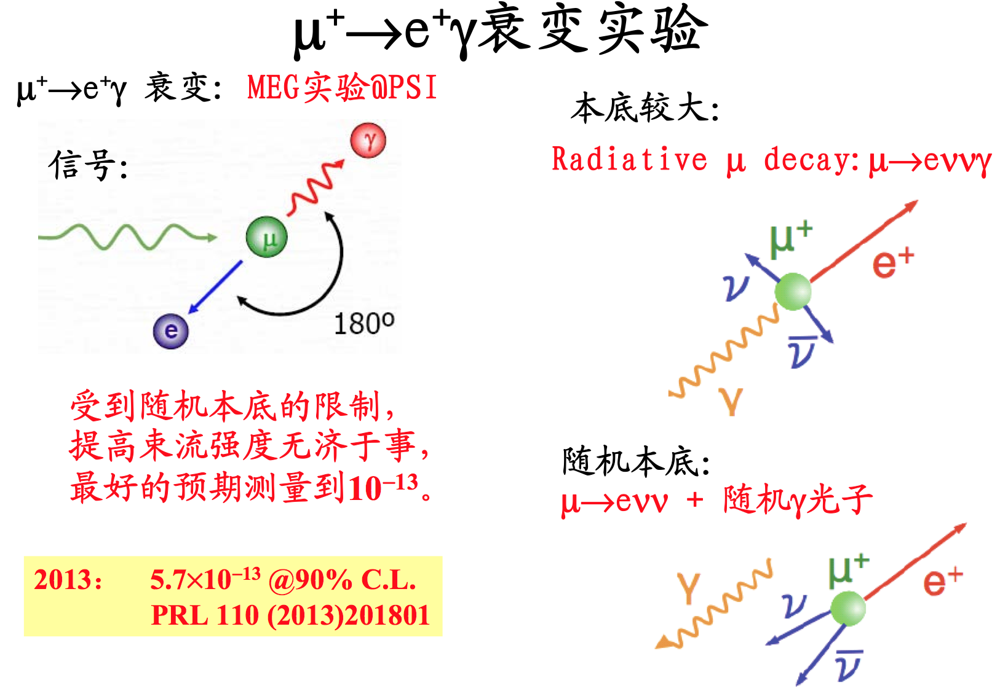 μ⁺→e⁺γ衰变实验
μ⁺→e⁺γ 衰变: MEG实验@PSI
信号:
γ
μ
e
180º
受到随机本底的限制，
提高束流强度无济于事，
最好的预期测量到10⁻¹³。
2013： 5.7×10⁻¹³ @90% C.L.
PRL 110 (2013)201801
本底较大:
Radiative μ decay: μ→eννγ
μ⁺
e⁺
ν
ν̅
γ
随机本底:
μ→eνν + 随机γ光子
μ⁺
γ
e⁺
ν
ν̅